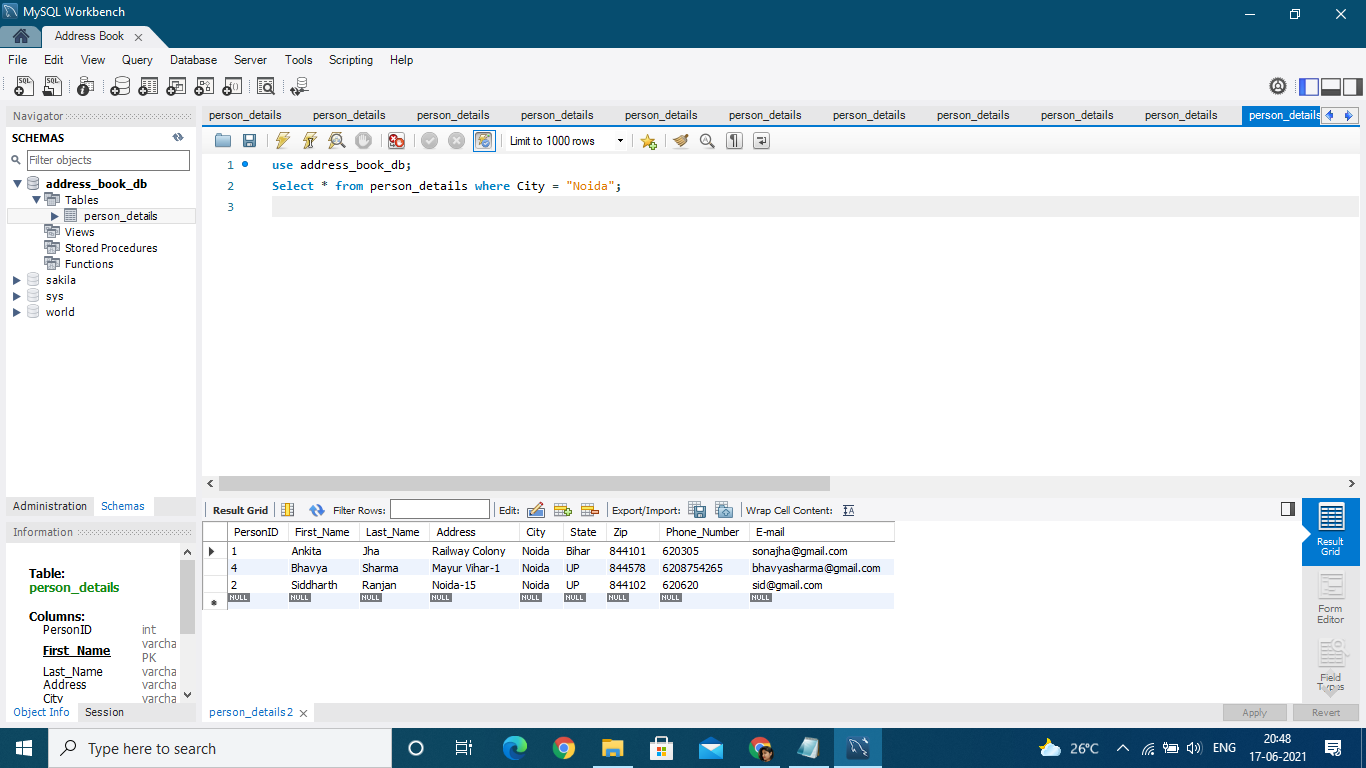 MySQL Workbench
Address Book
File Edit View Query Database Server Tools Scripting Help
Navigator
SCHEMAS
Filter objects
address_book_db
Tables
person_details
Views
Stored Procedures
Functions
sakila
sys
world
Administration Schemas
Information
Table:
person_details
Columns:
PersonID int
First_Name varcha
PK
Last_Name varcha
Address varcha
City varcha
Object Info Session
person_details person_details person_details person_details person_details person_details person_details person_details person_details person_details person_details
Limit to 1000 rows
1 use address_book_db;
2 Select * from person_details where City = "Noida";
3
Result Grid Filter Rows: Edit: Export/Import: Wrap Cell Content:
PersonID First_Name Last_Name Address City State Zip Phone_Number E-mail
1 Ankita Jha Railway Colony Noida Bihar 844101 620305 sonajha@gmail.com
4 Bhavya Sharma Mayur Vihar-1 Noida UP 844578 6208754265 bhavyasharma@gmail.com
2 Siddharth Ranjan Noida-15 Noida UP 844102 620620 sid@gmail.com
NULL NULL NULL NULL NULL NULL NULL NULL NULL
Result
Grid
Form
Editor
Field
Types
person_details2
Apply Revert
Type here to search
26°C
ENG
20:48
17-06-2021